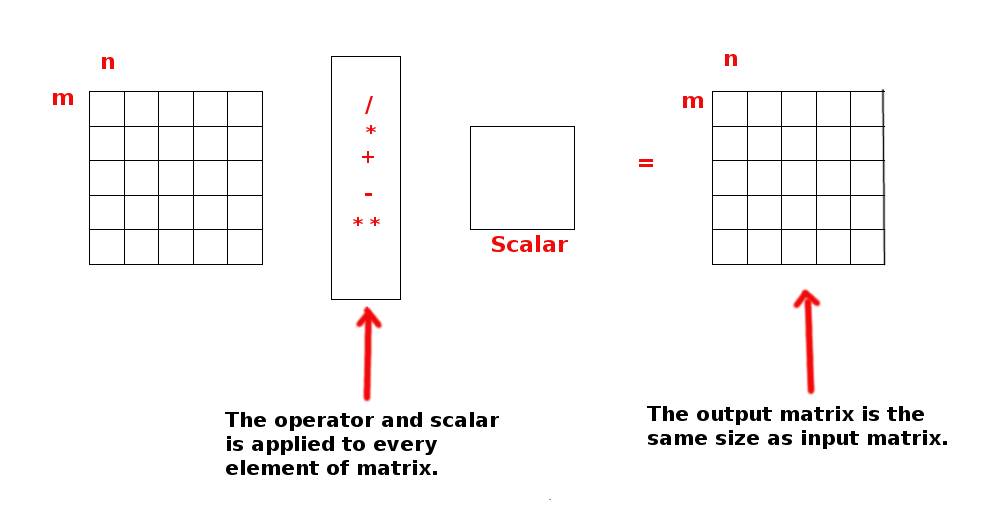 n
m
/
*
+
-
* *
Scalar
=
n
m
The operator and scalar
is applied to every
element of matrix.
The output matrix is the
same size as input matrix.